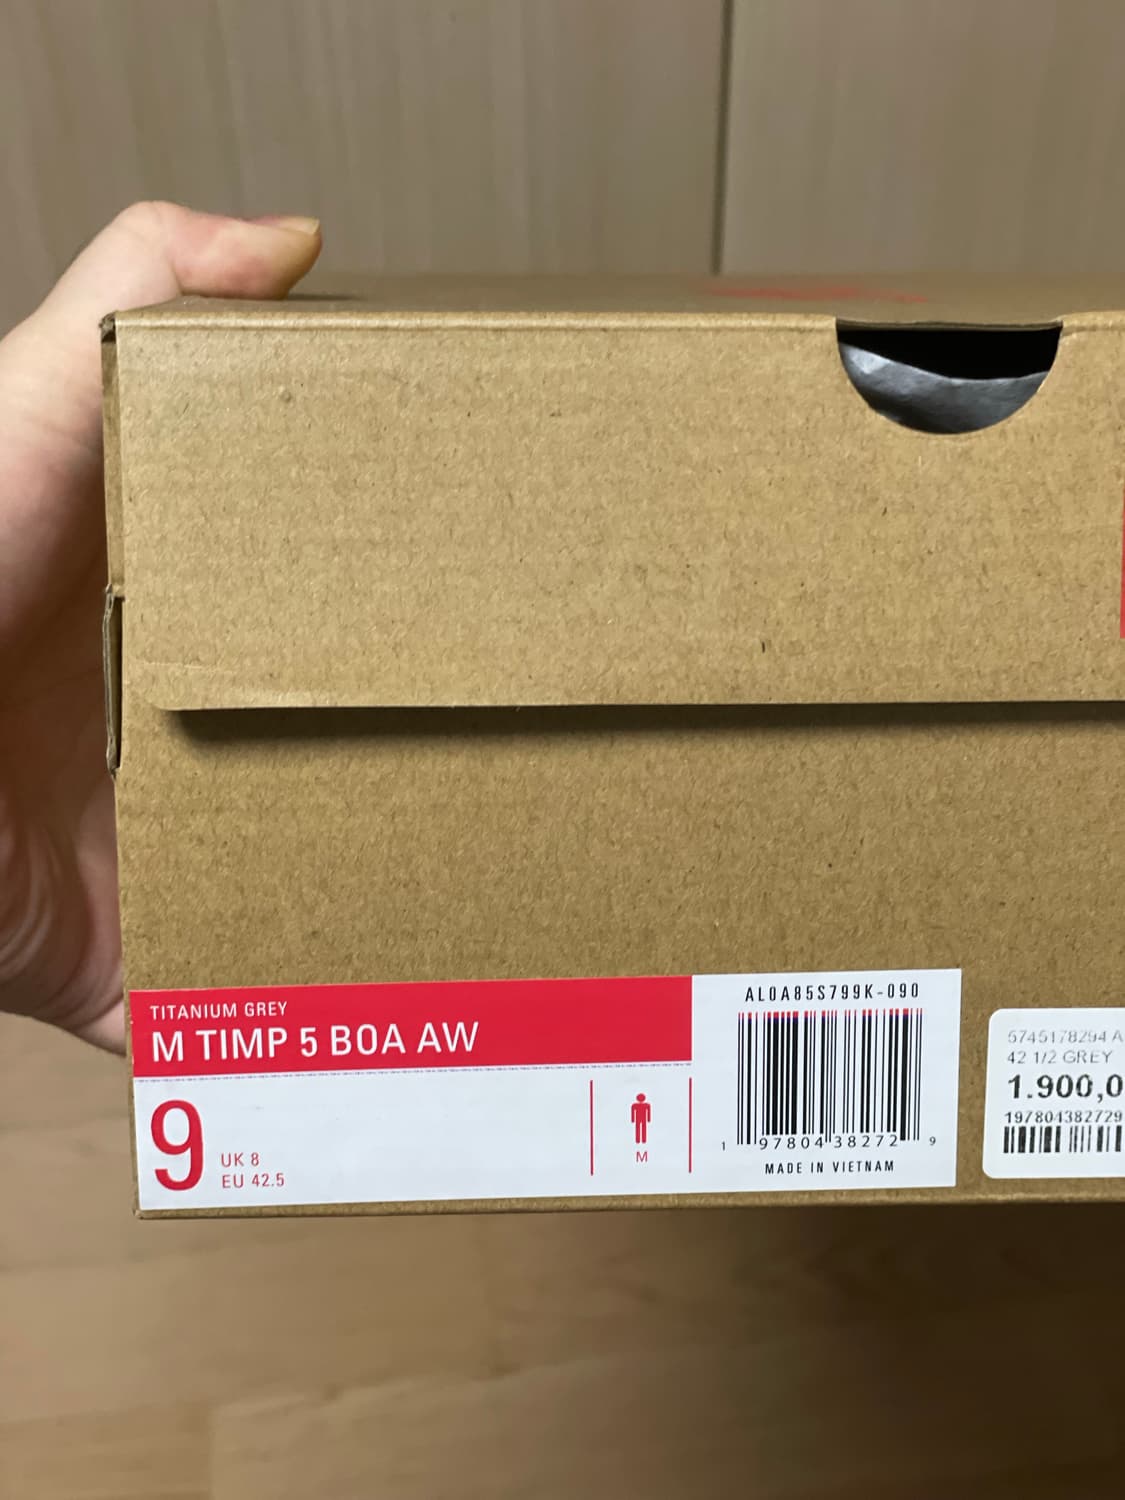 TITANIUM GREY
M TIMP 5 BOA AW
9
UK 8
EU 42.5
M
AL0A85S799K-090
1 97804 38272 9
MADE IN VIETNAM
5745178294 A
42 1/2 GREY
1.900,0
197804382729